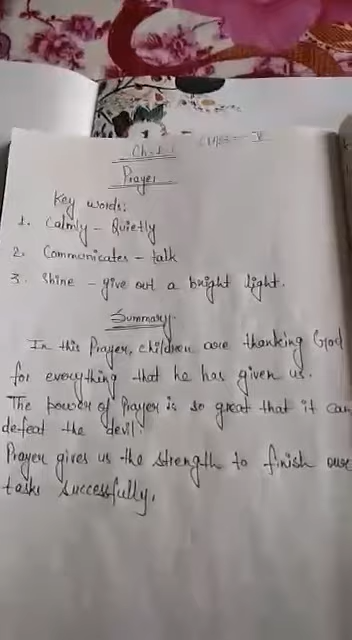 Ch-1
Class - V
Prayer
Key words:
1. Calmly - Quietly
2. Communicates - talk
3. Shine - give out a bright light.
Summary
In this Prayer, children are thanking God
for everything that he has given us.
The power of Prayer is so great that it can
defeat the devil.
Prayer gives us the strength to finish our
tasks successfully.